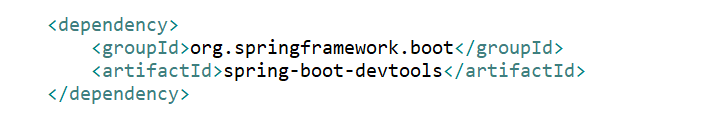 <dependency>
    <groupId>org.springframework.boot</groupId>
    <artifactId>spring-boot-devtools</artifactId>
</dependency>